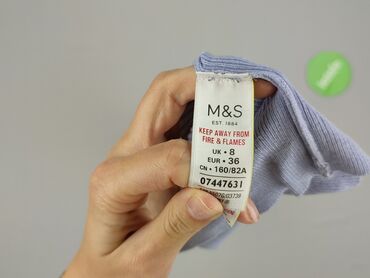 M&S
EST. 1884
KEEP AWAY FROM
FIRE & FLAMES
UK • 8
EUR • 36
CN • 160/82A
07447631